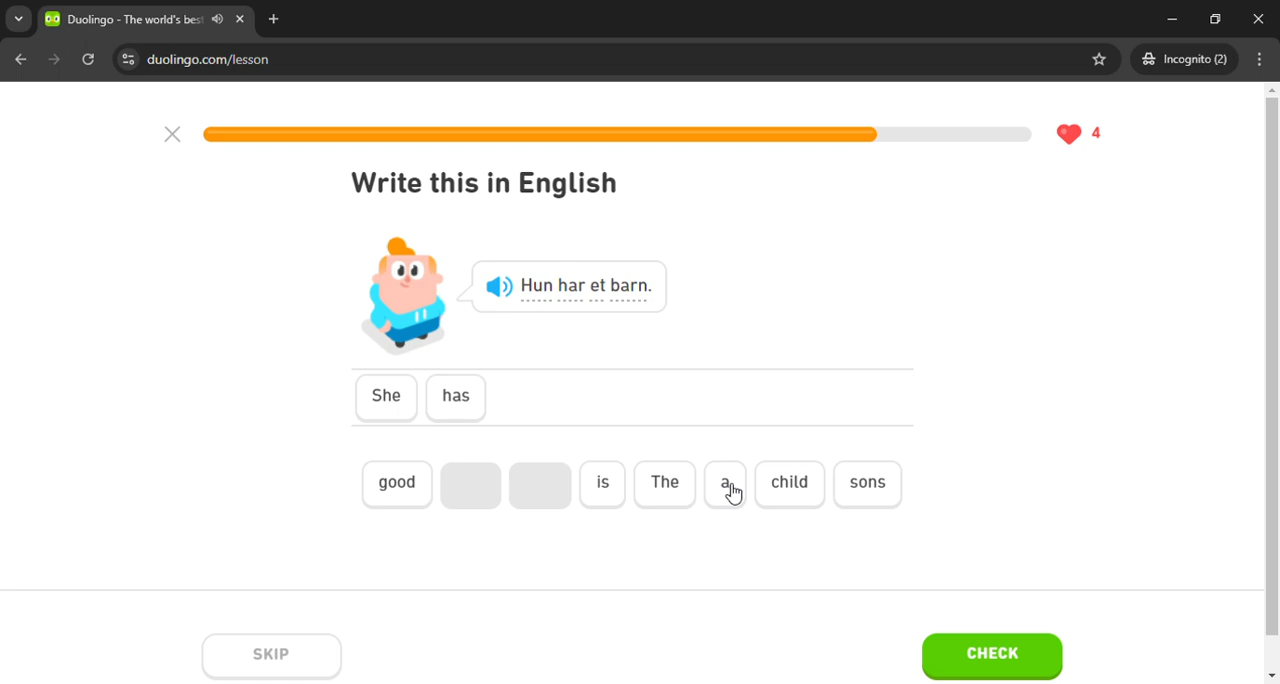 Duolingo - The world's bes
duolingo.com/lesson
Incognito (2)
4
Write this in English
Hun har et barn.
She has
good is The a child sons
SKIP CHECK